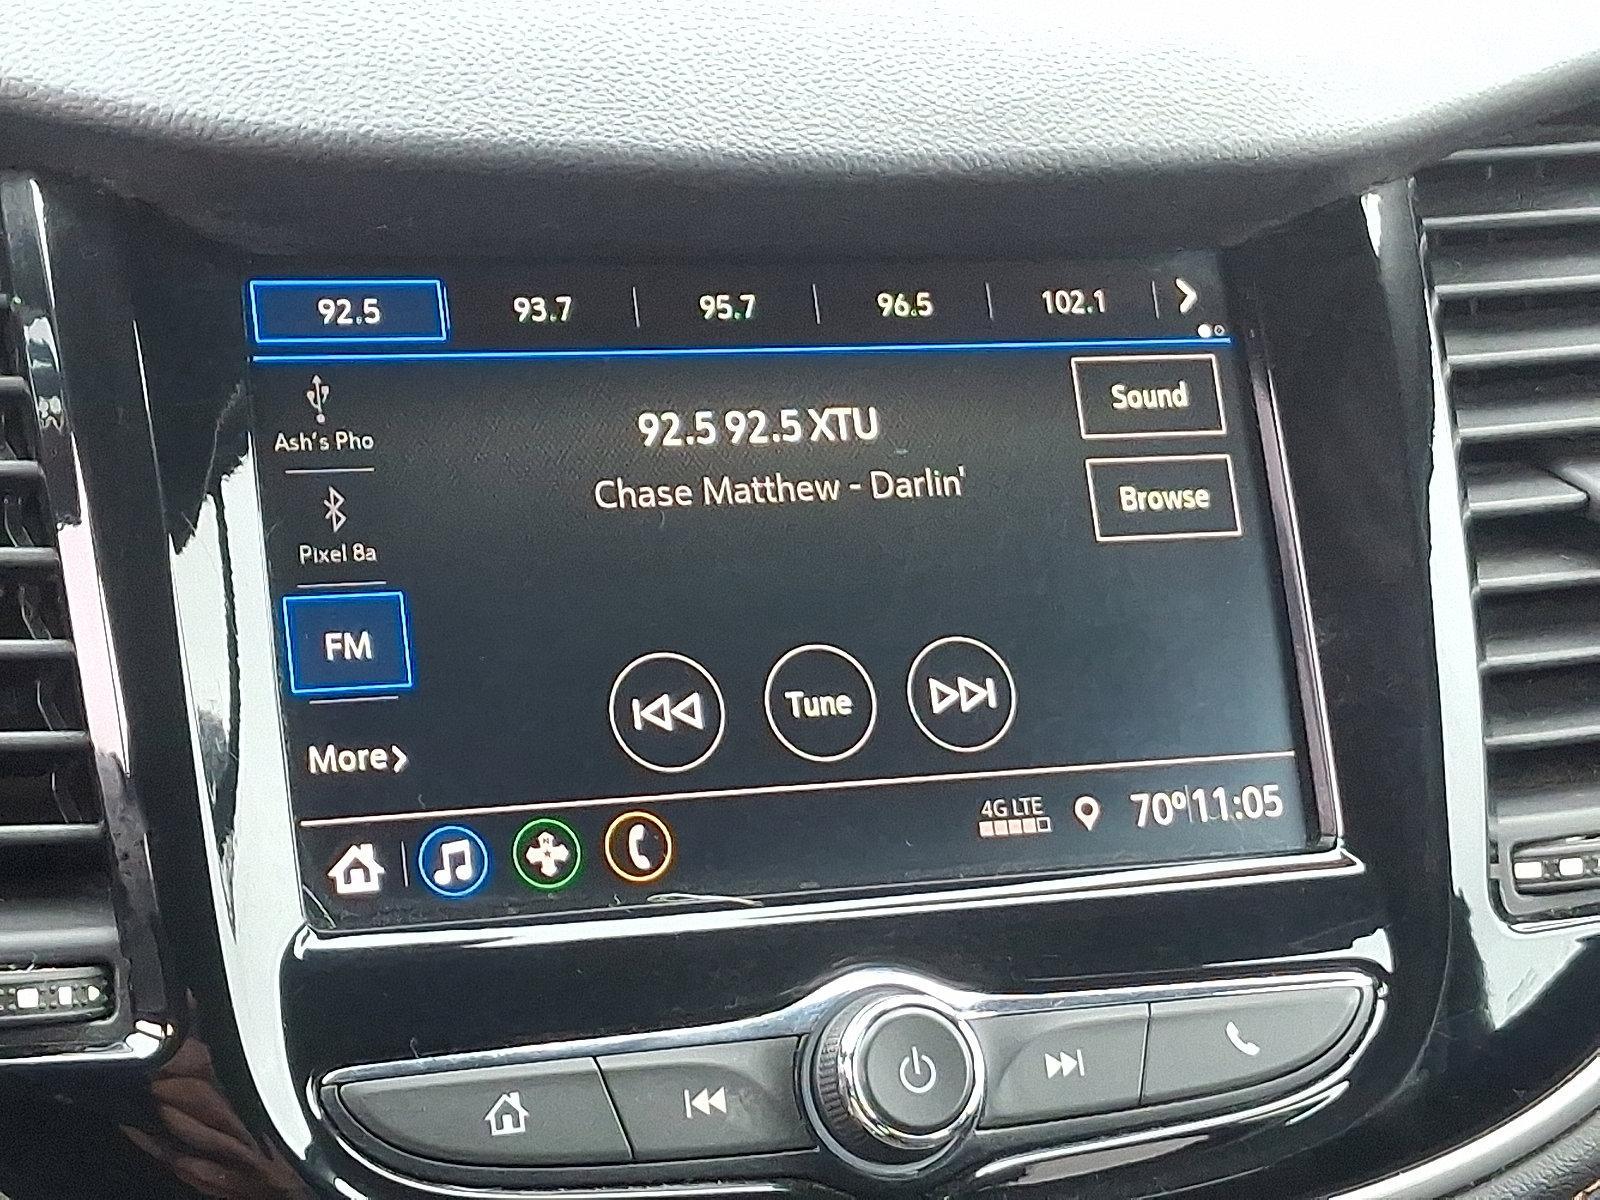 92.5 93.7 95.7 96.5 102.1
Ash's Pho
92.5 92.5 XTU
Sound
Chase Matthew - Darlin'
Browse
Pixel 8a
FM
Tune
More
4G LTE
70º 11:05